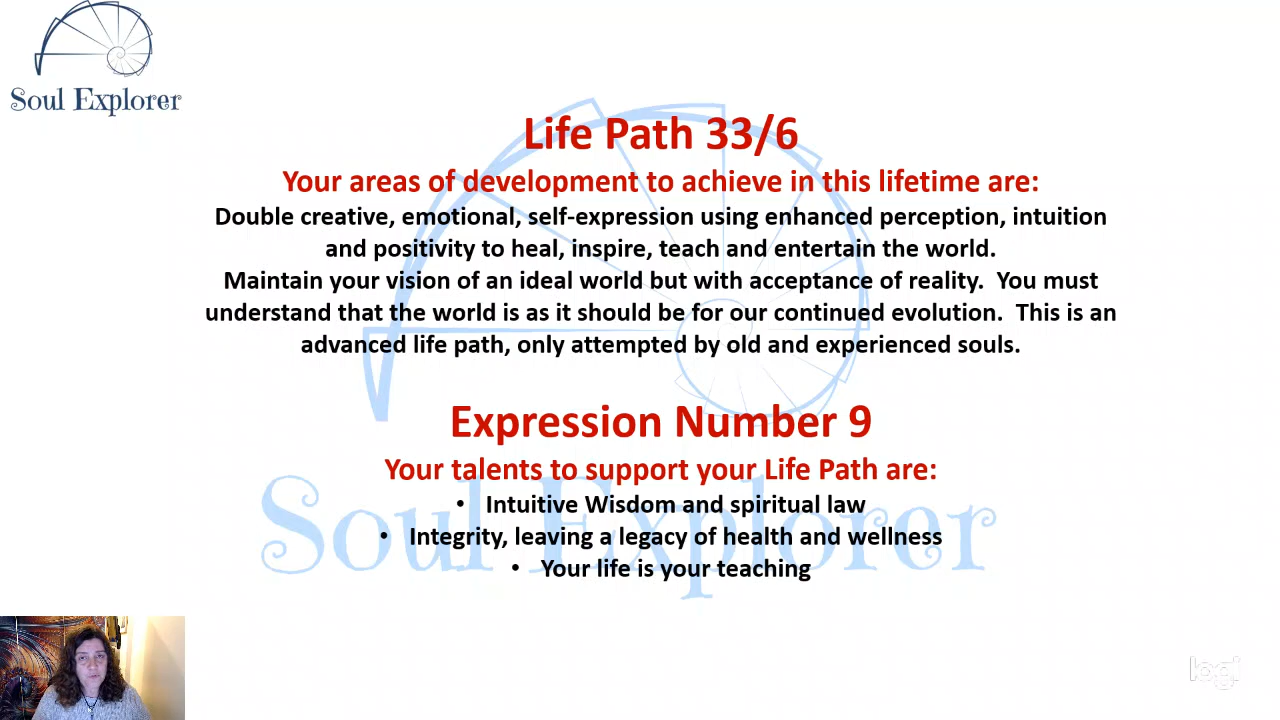 Soul Explorer
Life Path 33/6
Your areas of development to achieve in this lifetime are:
Double creative, emotional, self-expression using enhanced perception, intuition
and positivity to heal, inspire, teach and entertain the world.
Maintain your vision of an ideal world but with acceptance of reality.  You must
understand that the world is as it should be for our continued evolution.  This is an
advanced life path, only attempted by old and experienced souls.
Expression Number 9
Your talents to support your Life Path are:
• Intuitive Wisdom and spiritual law
• Integrity, leaving a legacy of health and wellness
• Your life is your teaching
Soul Explorer
logi